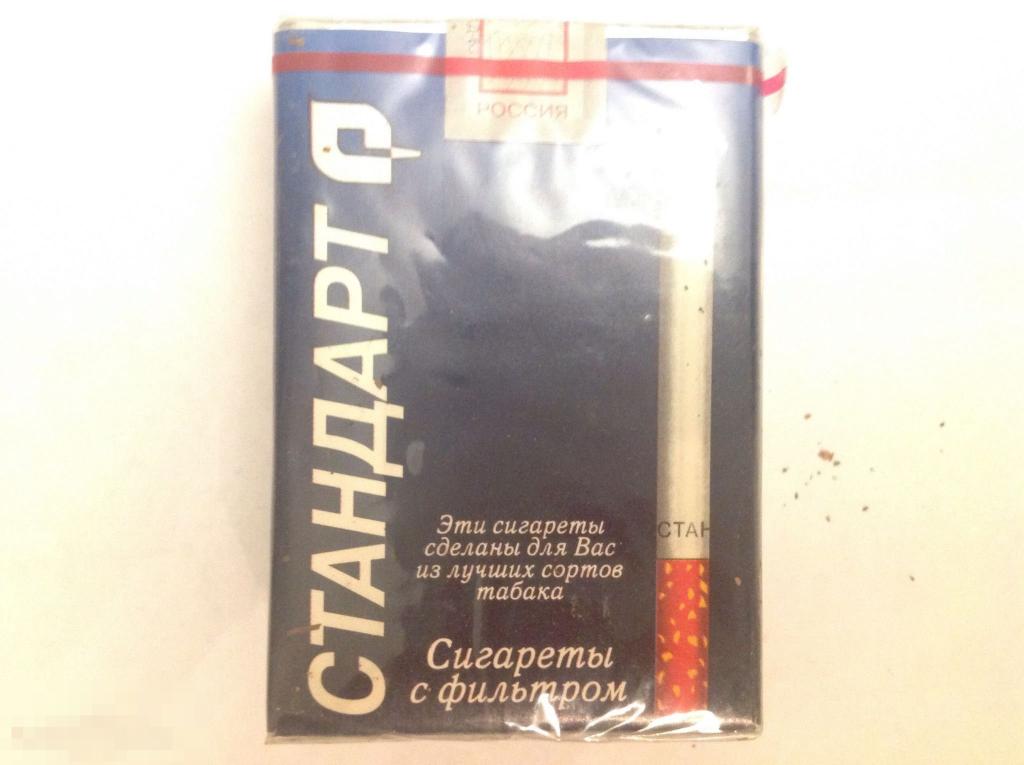 РОССИЯ
СТАНДАРТ
Эти сигареты
сделаны для Вас
из лучших сортов
табака
СТАН
Сигареты
с фильтром